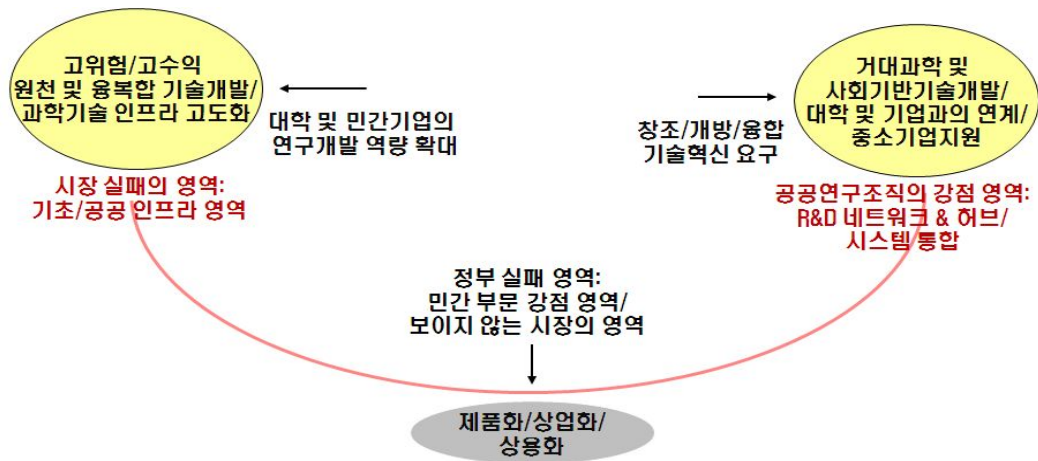 고위험/고수익
원천 및 융복합 기술개발/
과학기술 인프라 고도화
대학 및 민간기업의
연구개발 역량 확대
시장 실패의 영역:
기초/공공 인프라 영역
거대과학 및
사회기반기술개발/
대학 및 기업과의 연계/
중소기업지원
창조/개방/융합
기술혁신 요구
공공연구조직의 강점 영역:
R&D 네트워크 & 허브/
시스템 통합
정부 실패 영역:
민간 부문 강점 영역/
보이지 않는 시장의 영역
제품화/상업화/
상용화